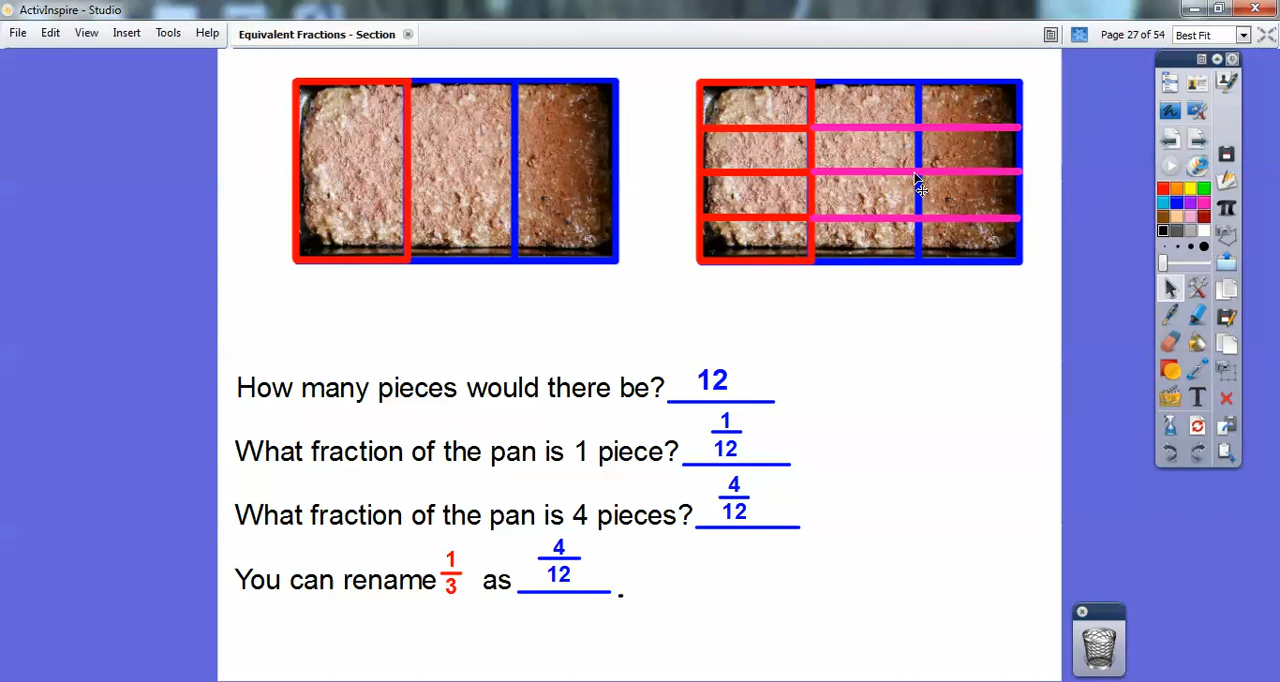 ActivInspire - Studio
File Edit View Insert Tools Help
Equivalent Fractions - Section
Page 27 of 54
Best Fit
How many pieces would there be? 12
What fraction of the pan is 1 piece? 1/12
What fraction of the pan is 4 pieces? 4/12
You can rename 1/3 as 4/12.